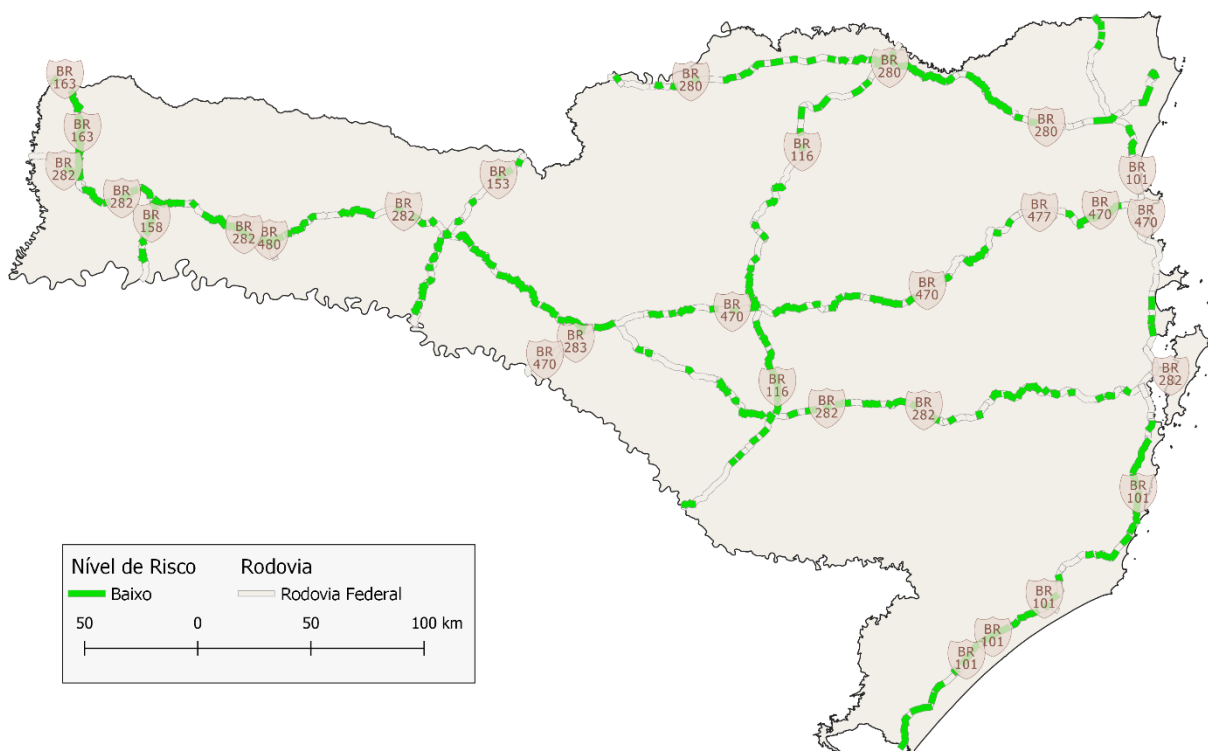 BR
163
BR
163
BR
282
BR
282
BR
158
BR
282
BR
480
BR
282
BR
153
BR
280
BR
280
BR
280
BR
116
BR
101
BR
477
BR
470
BR
470
BR
470
BR
470
BR
283
BR
470
BR
116
BR
282
BR
282
BR
282
BR
101
BR
101
BR
101
BR
101
Nível de Risco
Baixo
Rodovia
Rodovia Federal
50 0 50 100 km